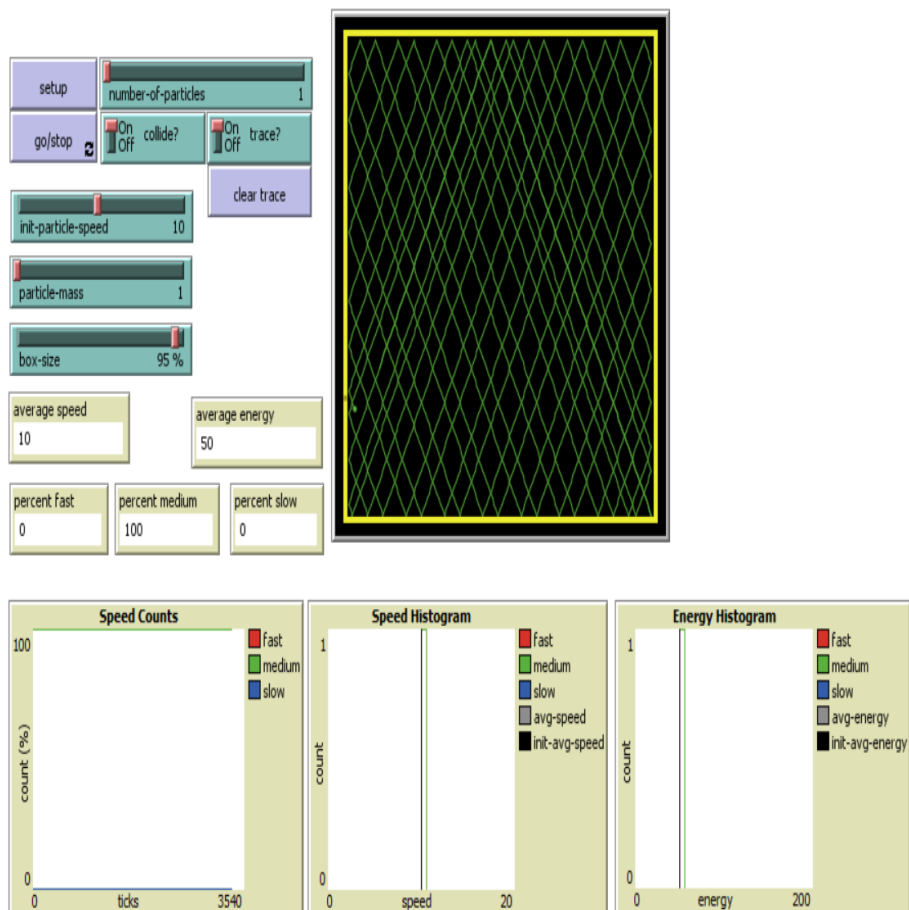 setup
number-of-particles 1
go/stop
On
Off
collide?
On
Off
trace?
clear trace
init-particle-speed 10
particle-mass 1
box-size 95 %
average speed
10
average energy
50
percent fast
0
percent medium
100
percent slow
0
Speed Counts
100
count (%)
0
0 ticks 3540
fast
medium
slow
Speed Histogram
1
count
0
0 speed 20
fast
medium
slow
avg-speed
init-avg-speed
Energy Histogram
1
count
0
0 energy 200
fast
medium
slow
avg-energy
init-avg-energy